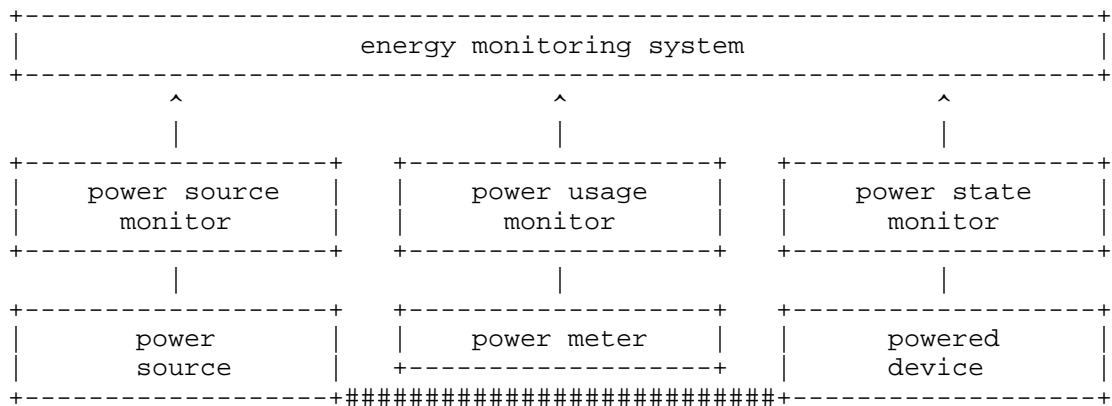 energy monitoring system
power source power usage power state
monitor monitor monitor
power power meter powered
source device